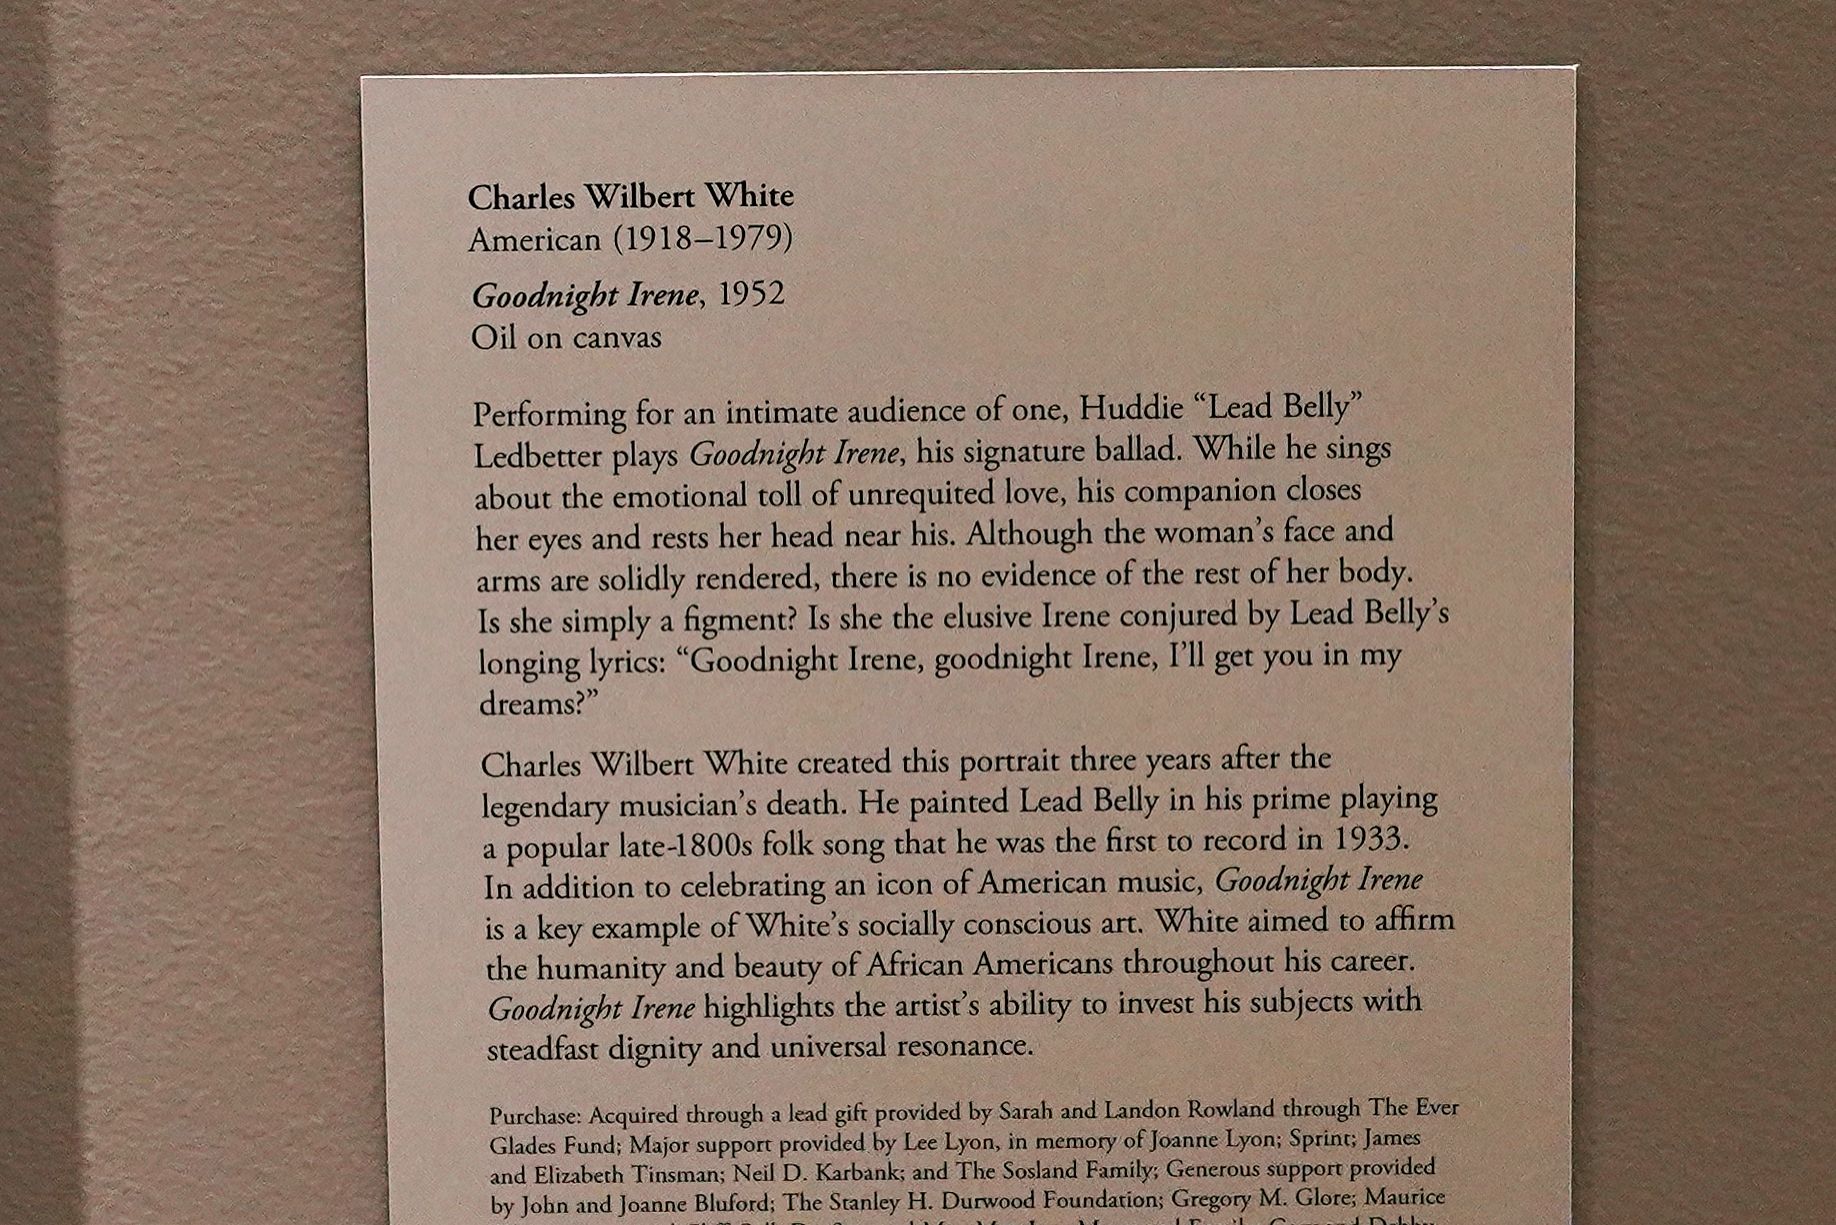 Charles Wilbert White
American (1918–1979)
Goodnight Irene, 1952
Oil on canvas
Performing for an intimate audience of one, Huddie “Lead Belly”
Ledbetter plays Goodnight Irene, his signature ballad. While he sings
about the emotional toll of unrequited love, his companion closes
her eyes and rests her head near his. Although the woman’s face and
arms are solidly rendered, there is no evidence of the rest of her body.
Is she simply a figment? Is she the elusive Irene conjured by Lead Belly’s
longing lyrics: “Goodnight Irene, goodnight Irene, I’ll get you in my
dreams?”
Charles Wilbert White created this portrait three years after the
legendary musician’s death. He painted Lead Belly in his prime playing
a popular late-1800s folk song that he was the first to record in 1933.
In addition to celebrating an icon of American music, Goodnight Irene
is a key example of White’s socially conscious art. White aimed to affirm
the humanity and beauty of African Americans throughout his career.
Goodnight Irene highlights the artist’s ability to invest his subjects with
steadfast dignity and universal resonance.
Purchase: Acquired through a lead gift provided by Sarah and Landon Rowland through The Ever
Glades Fund; Major support provided by Lee Lyon, in memory of Joanne Lyon; Sprint; James
and Elizabeth Tinsman; Neil D. Karbank; and The Sosland Family; Generous support provided
by John and Joanne Bluford; The Stanley H. Durwood Foundation; Gregory M. Glore; Maurice